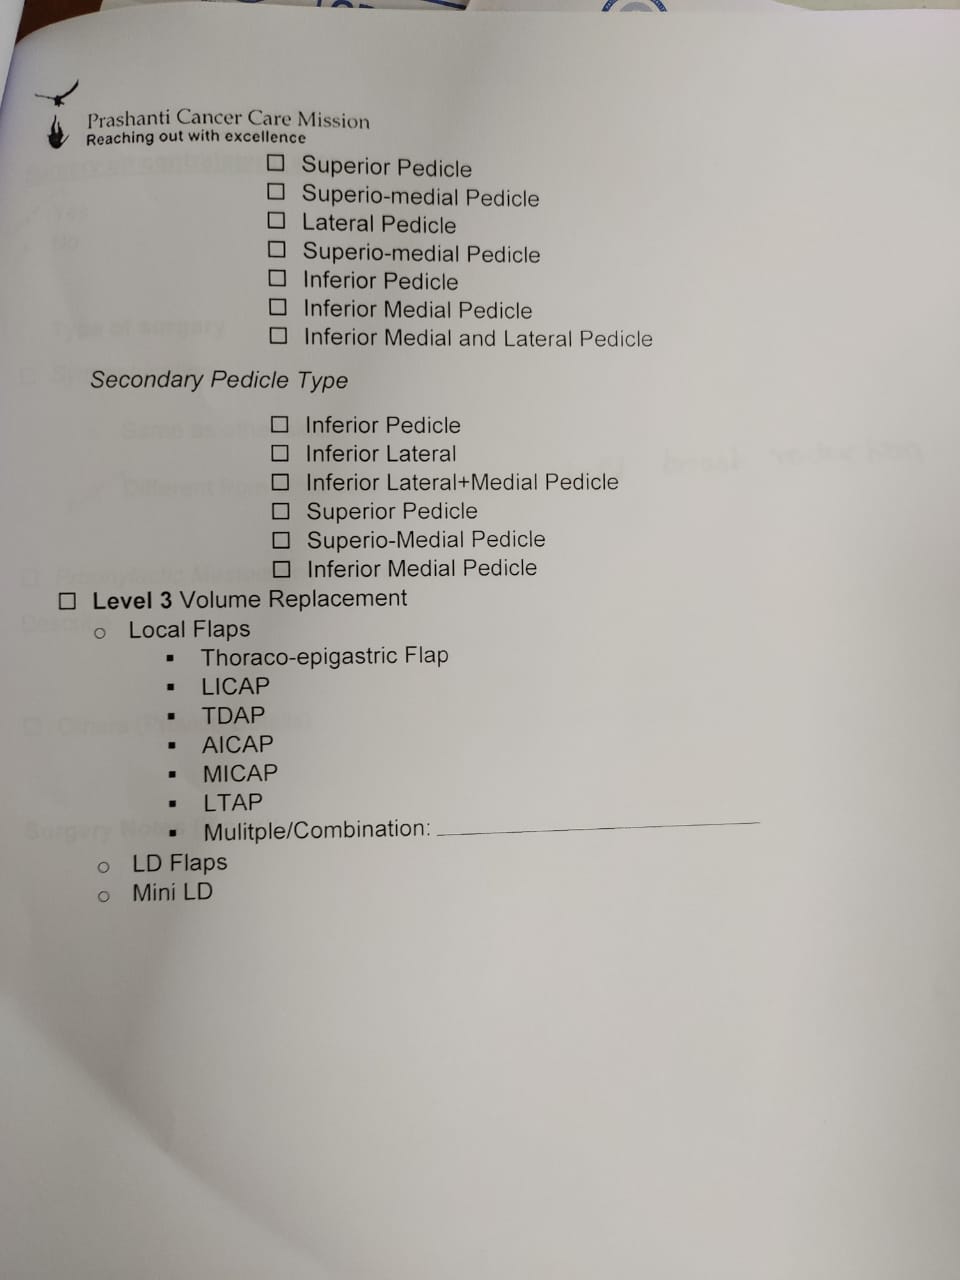 Prashanti Cancer Care Mission
Reaching out with excellence
☐ Superior Pedicle
☐ Superio-medial Pedicle
☐ Lateral Pedicle
☐ Superio-medial Pedicle
☐ Inferior Pedicle
☐ Inferior Medial Pedicle
☐ Inferior Medial and Lateral Pedicle
Secondary Pedicle Type
☐ Inferior Pedicle
☐ Inferior Lateral
☐ Inferior Lateral+Medial Pedicle
☐ Superior Pedicle
☐ Superio-Medial Pedicle
☐ Inferior Medial Pedicle
☐ Level 3 Volume Replacement
o Local Flaps
▪ Thoraco-epigastric Flap
▪ LICAP
▪ TDAP
▪ AICAP
▪ MICAP
▪ LTAP
▪ Mulitple/Combination:
o LD Flaps
o Mini LD